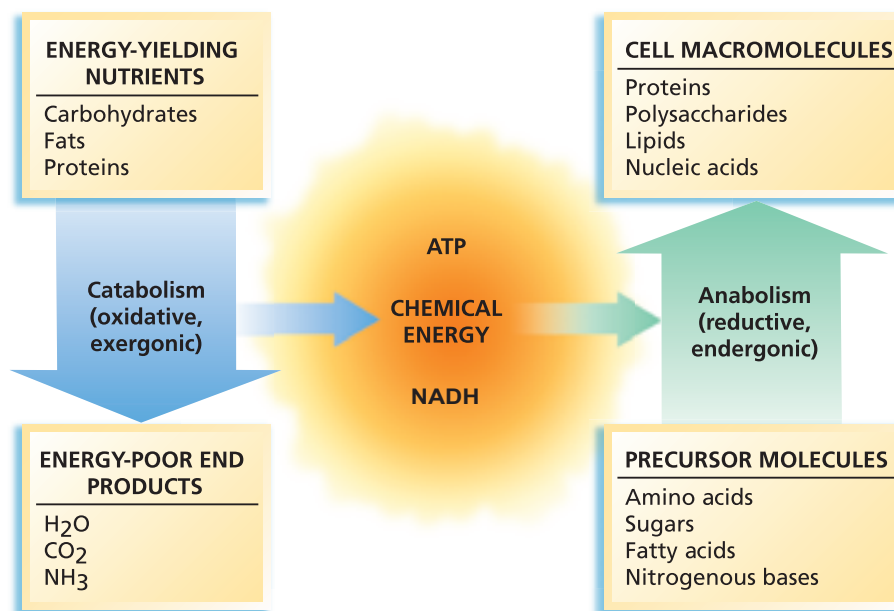 ENERGY-YIELDING
NUTRIENTS
Carbohydrates
Fats
Proteins
Catabolism
(oxidative,
exergonic)
ENERGY-POOR END
PRODUCTS
H₂O
CO₂
NH₃
ATP
CHEMICAL
ENERGY
NADH
CELL MACROMOLECULES
Proteins
Polysaccharides
Lipids
Nucleic acids
Anabolism
(reductive,
endergonic)
PRECURSOR MOLECULES
Amino acids
Sugars
Fatty acids
Nitrogenous bases